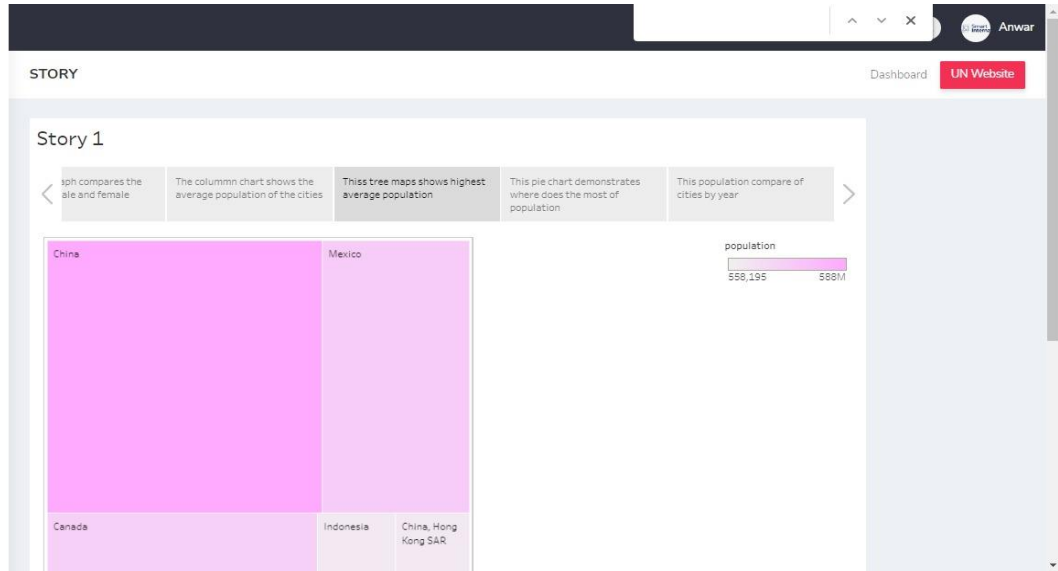 Anwar
STORY
Dashboard
UN Website
Story 1
aph compares the
ale and female
The colummn chart shows the
average population of the cities
Thiss tree maps shows highest
average population
This pie chart demonstrates
where does the most of
population
This population compare of
cities by year
China
Mexico
population
558,195
588M
Canada
Indonesia
China, Hong
Kong SAR